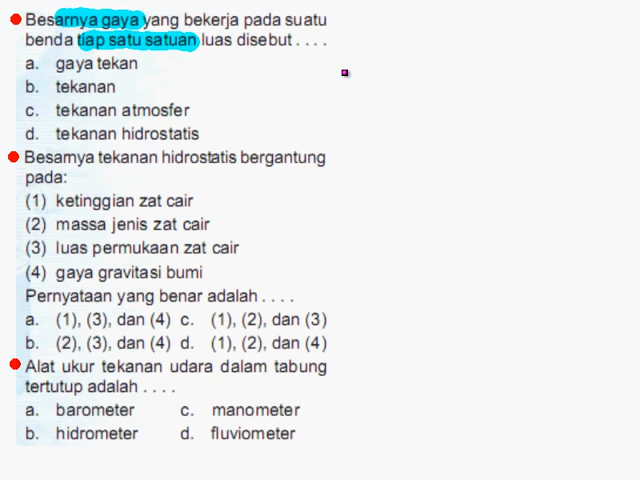 Besarnya gaya yang bekerja pada suatu
benda tiap satu satuan luas disebut . . . .
a. gaya tekan
b. tekanan
c. tekanan atmosfer
d. tekanan hidrostatis
Besarnya tekanan hidrostatis bergantung
pada:
(1) ketinggian zat cair
(2) massa jenis zat cair
(3) luas permukaan zat cair
(4) gaya gravitasi bumi
Pernyataan yang benar adalah . . . .
a. (1), (3), dan (4) c. (1), (2), dan (3)
b. (2), (3), dan (4) d. (1), (2), dan (4)
Alat ukur tekanan udara dalam tabung
tertutup adalah . . . .
a. barometer c. manometer
b. hidrometer d. fluviometer